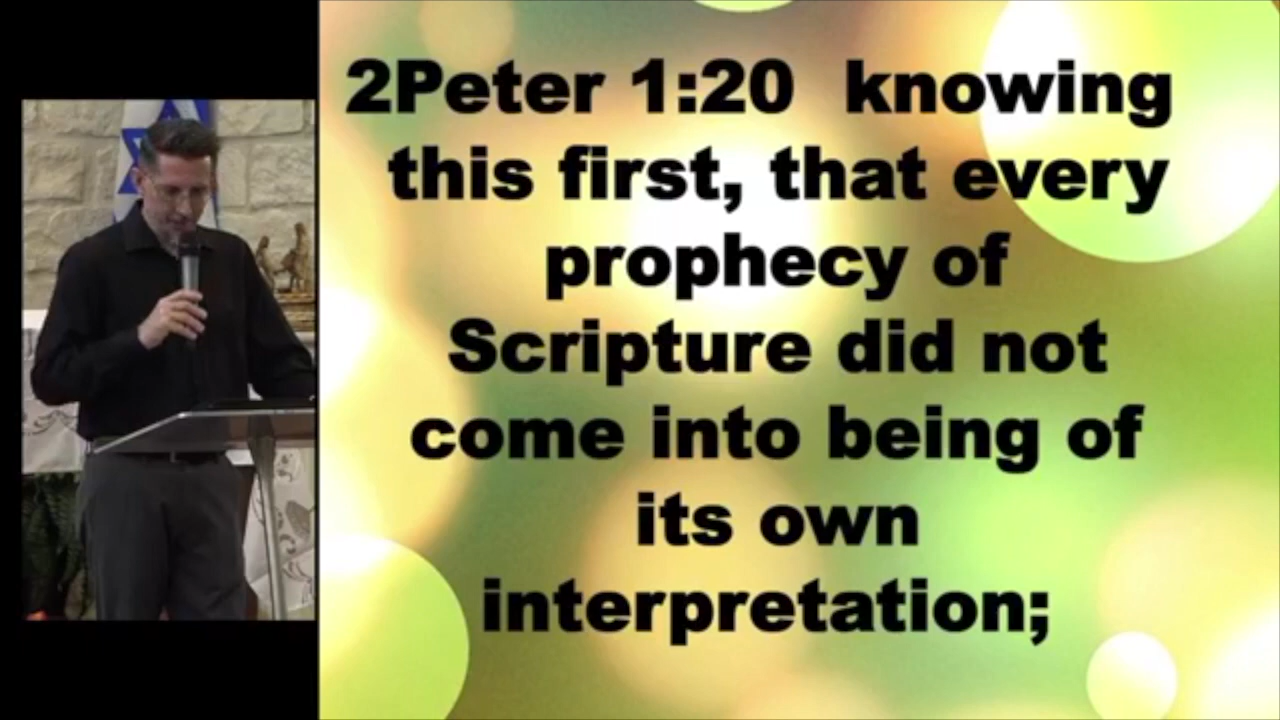 2Peter 1:20  knowing
this first, that every
prophecy of
Scripture did not
come into being of
its own
interpretation;